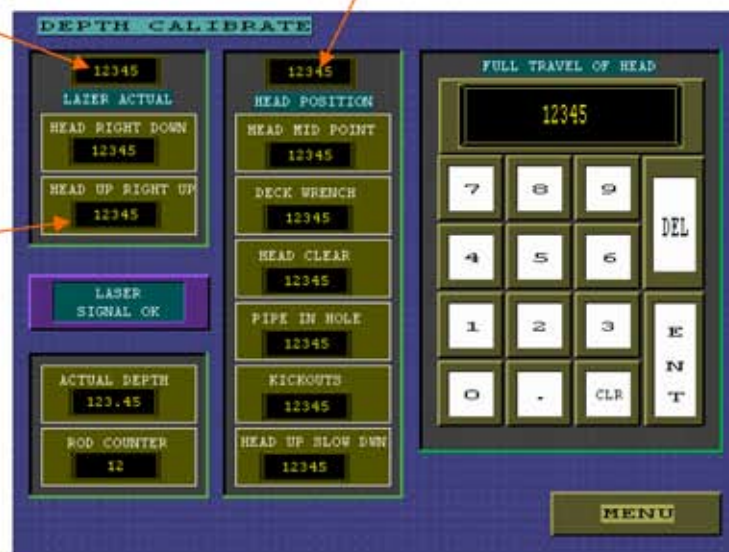 DEPTH CALIBRATE
12345
LAZER ACTUAL
HEAD RIGHT DOWN
12345
HEAD UP RIGHT UP
12345
LASER
SIGNAL OK
ACTUAL DEPTH
123.45
ROD COUNTER
12
12345
HEAD POSITION
HEAD MID POINT
12345
DECK WRENCH
12345
HEAD CLEAR
12345
PIPE IN HOLE
12345
KICKOUTS
12345
HEAD UP SLOW DWN
12345
FULL TRAVEL OF HEAD
12345
7 8 9 DEL
4 5 6
1 2 3 ENT
0 . CLR
MENU